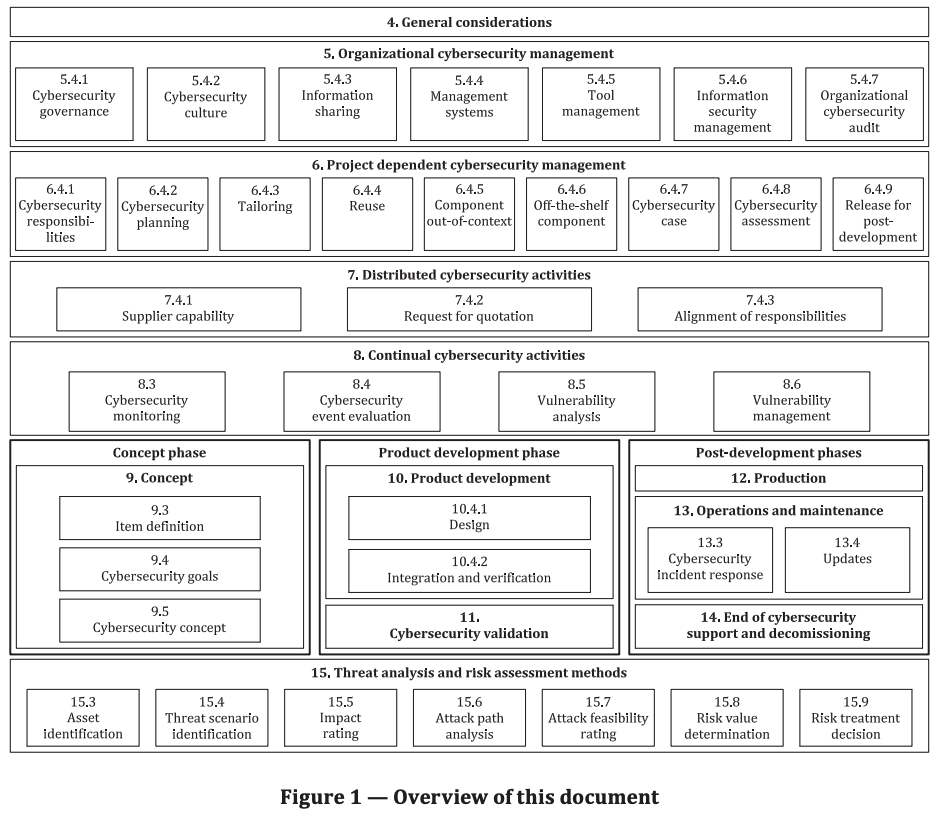 4. General considerations
5. Organizational cybersecurity management
5.4.1
Cybersecurity
governance
5.4.2
Cybersecurity
culture
5.4.3
Information
sharing
5.4.4
Management
systems
5.4.5
Tool
management
5.4.6
Information
security
management
5.4.7
Organizational
cybersecurity
audit
6. Project dependent cybersecurity management
6.4.1
Cybersecurity
responsibi-
lities
6.4.2
Cybersecurity
planning
6.4.3
Tailoring
6.4.4
Reuse
6.4.5
Component
out-of-context
6.4.6
Off-the-shelf
component
6.4.7
Cybersecurity
case
6.4.8
Cybersecurity
assessment
6.4.9
Release for
post-
development
7. Distributed cybersecurity activities
7.4.1
Supplier capability
7.4.2
Request for quotation
7.4.3
Alignment of responsibilities
8. Continual cybersecurity activities
8.3
Cybersecurity
monitoring
8.4
Cybersecurity
event evaluation
8.5
Vulnerability
analysis
8.6
Vulnerability
management
Concept phase
9. Concept
9.3
Item definition
9.4
Cybersecurity goals
9.5
Cybersecurity concept
Product development phase
10. Product development
10.4.1
Design
10.4.2
Integration and verification
11.
Cybersecurity validation
Post-development phases
12. Production
13. Operations and maintenance
13.3
Cybersecurity
incident response
13.4
Updates
14. End of cybersecurity
support and decomissioning
15. Threat analysis and risk assessment methods
15.3
Asset
identification
15.4
Threat scenario
identification
15.5
Impact
rating
15.6
Attack path
analysis
15.7
Attack feasibility
rating
15.8
Risk value
determination
15.9
Risk treatment
decision
Figure 1 — Overview of this document